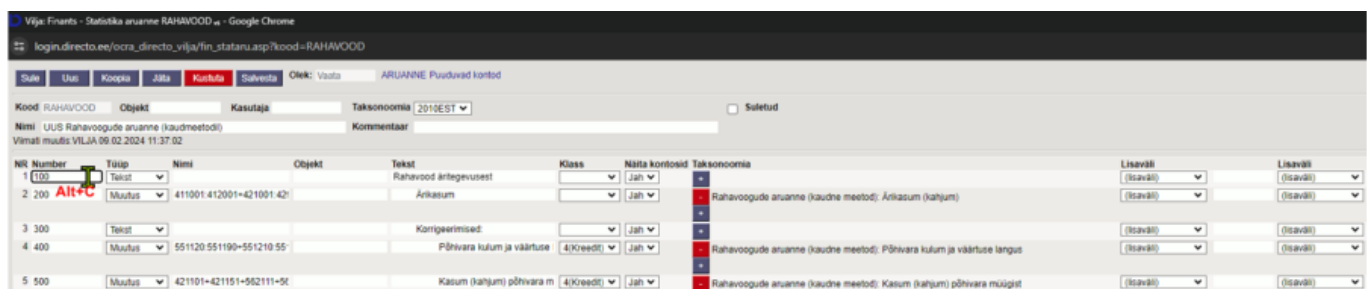 Vilja: Finants - Statistika aruanne RAHAVOOD - Google Chrome
login.directo.ee/ocra_directo_vilja/fin_stataru.asp?kood=RAHAVOOD
Sule Uus Koopia Jäta Kustuta Salvesta Olek: Vaata ARUANNE Puuduvad kontod
Kood RAHAVOOD Objekt Kasutaja Taksonoomia 2010EST Suletud
Nimi UUS Rahavoogude aruanne (kaudmeetodil) Kommentaar
Viimati muutis:VILJA 09.02.2024 11:37:02
NR Number Tüüp Nimi Objekt Tekst Klass Näita kontosid Taksonoomia Lisaväli Lisaväli
1 100 Tekst Rahavood äritegevusest Jah + (lisaväli) (lisaväli)
Alt+C
2 200 Muutus 411001:412001+421001:42 Ärikasum Jah - Rahavoogude aruanne (kaudne meetod): Ärikasum (kahjum) (lisaväli) (lisaväli)
+
3 300 Tekst Korrigeerimised: Jah + (lisaväli) (lisaväli)
4 400 Muutus 551120:551190+551210:55 Põhivara kulum ja väärtuse 4(Kreedit) Jah - Rahavoogude aruanne (kaudne meetod): Põhivara kulum ja väärtuse langus (lisaväli) (lisaväli)
+
5 500 Muutus 421101+421151+562111+56 Kasum (kahjum) põhivara m 4(Kreedit) Jah - Rahavoogude aruanne (kaudne meetod): Kasum (kahjum) põhivara müügist (lisaväli) (lisaväli)